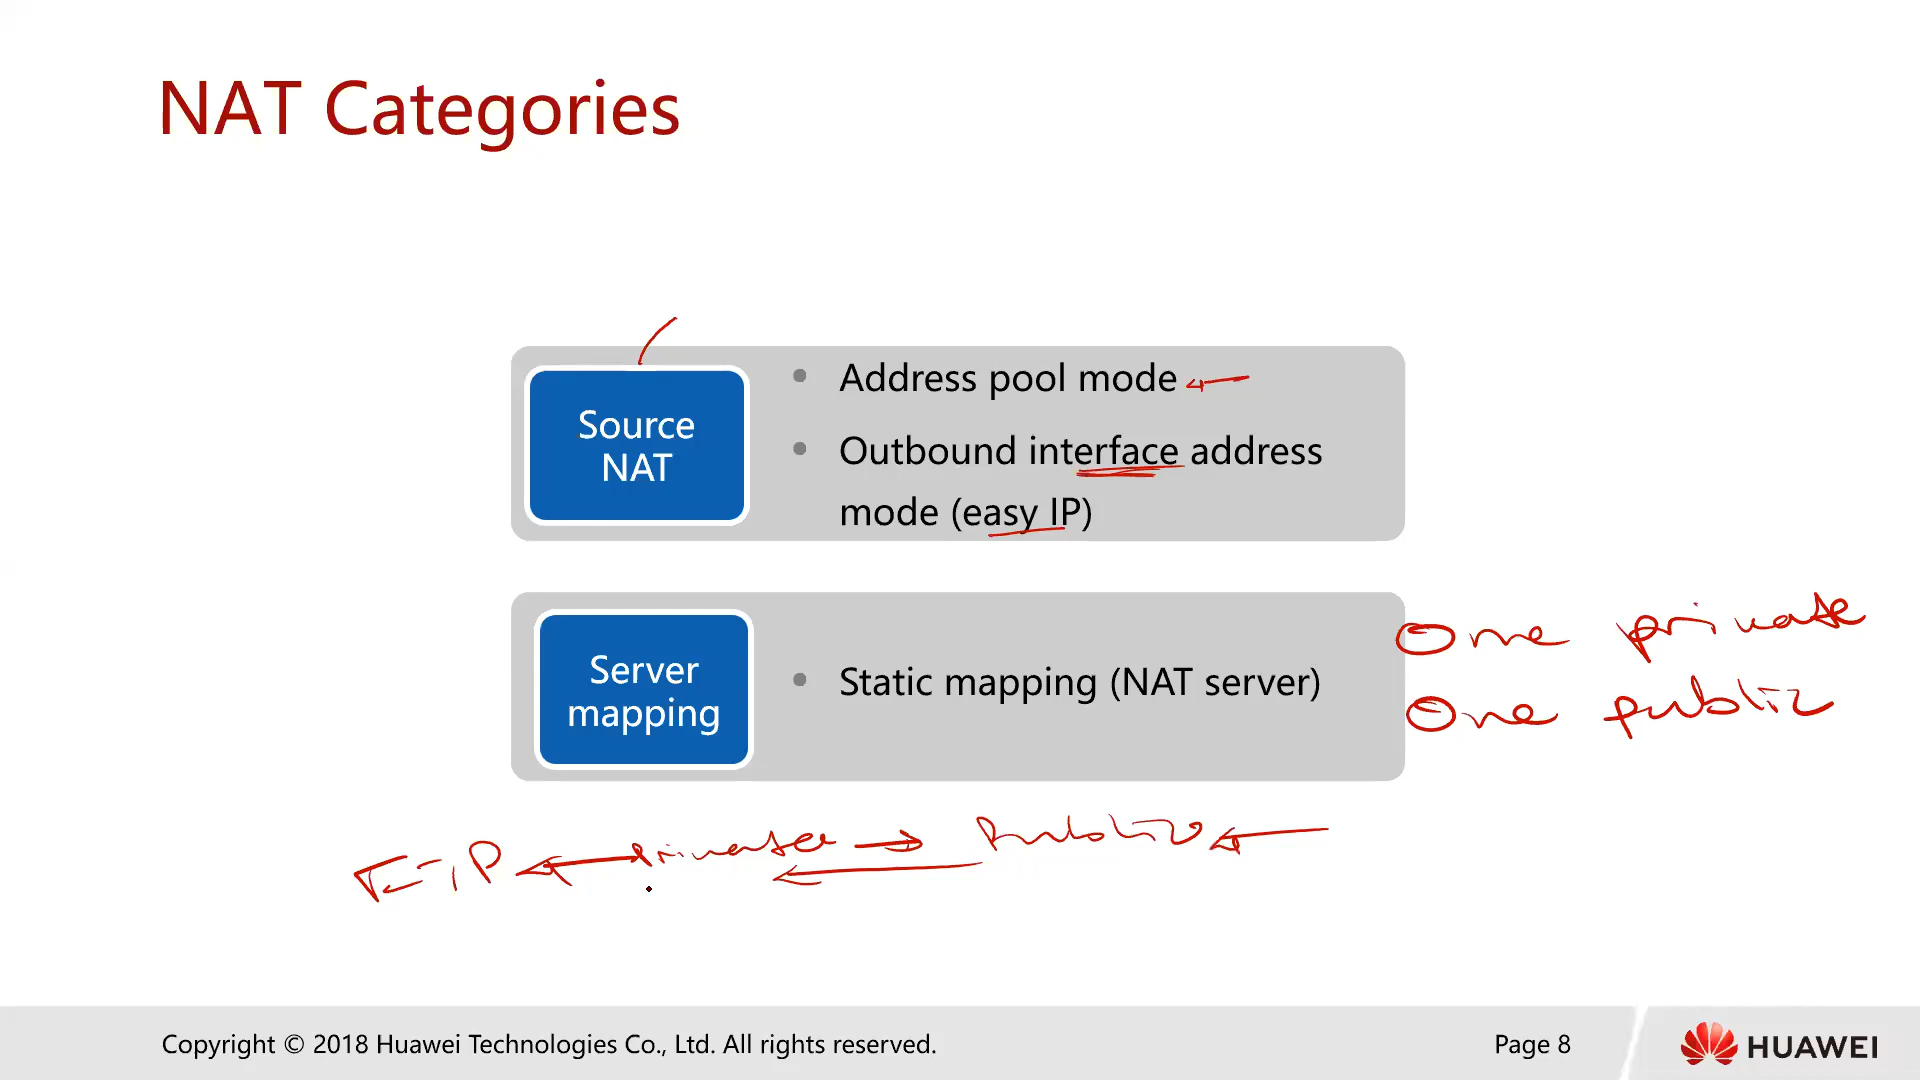 NAT Categories
Source
NAT
• Address pool mode
• Outbound interface address
mode (easy IP)
Server
mapping
• Static mapping (NAT server)
One private
One public
FTP private public
Copyright © 2018 Huawei Technologies Co., Ltd. All rights reserved.
Page 8
HUAWEI